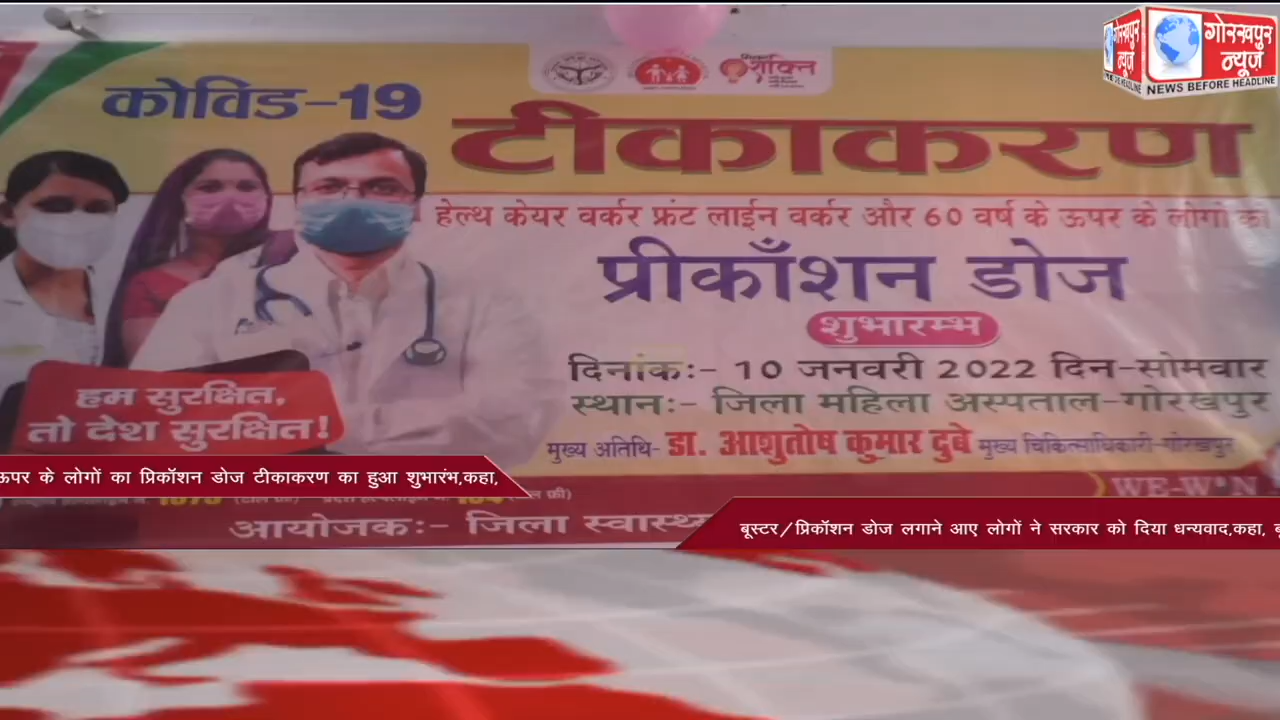 गोरखपुर
न्यूज़
NEWS BEFORE HEADLINE
शक्ति
कोविड-19
टीकाकरण
हेल्थ केयर वर्कर फ्रंट लाईन वर्कर और 60 वर्ष के ऊपर के लोगों को
प्रीकाँशन डोज
शुभारम्भ
दिनांक:- 10 जनवरी 2022 दिन-सोमवार
स्थान:- जिला महिला अस्पताल-गोरखपुर
मुख्य अतिथि- डा. आशुतोष कुमार दुबे मुख्य चिकित्साधिकारी-गोरखपुर
हम सुरक्षित,
तो देश सुरक्षित!
ऊपर के लोगों का प्रिकॉशन डोज टीकाकरण का हुआ शुभारंभ,कहा,
WE-WIN
आयोजक:- जिला
बूस्टर/प्रिकॉशन डोज लगाने आए लोगों ने सरकार को दिया धन्यवाद,कहा,